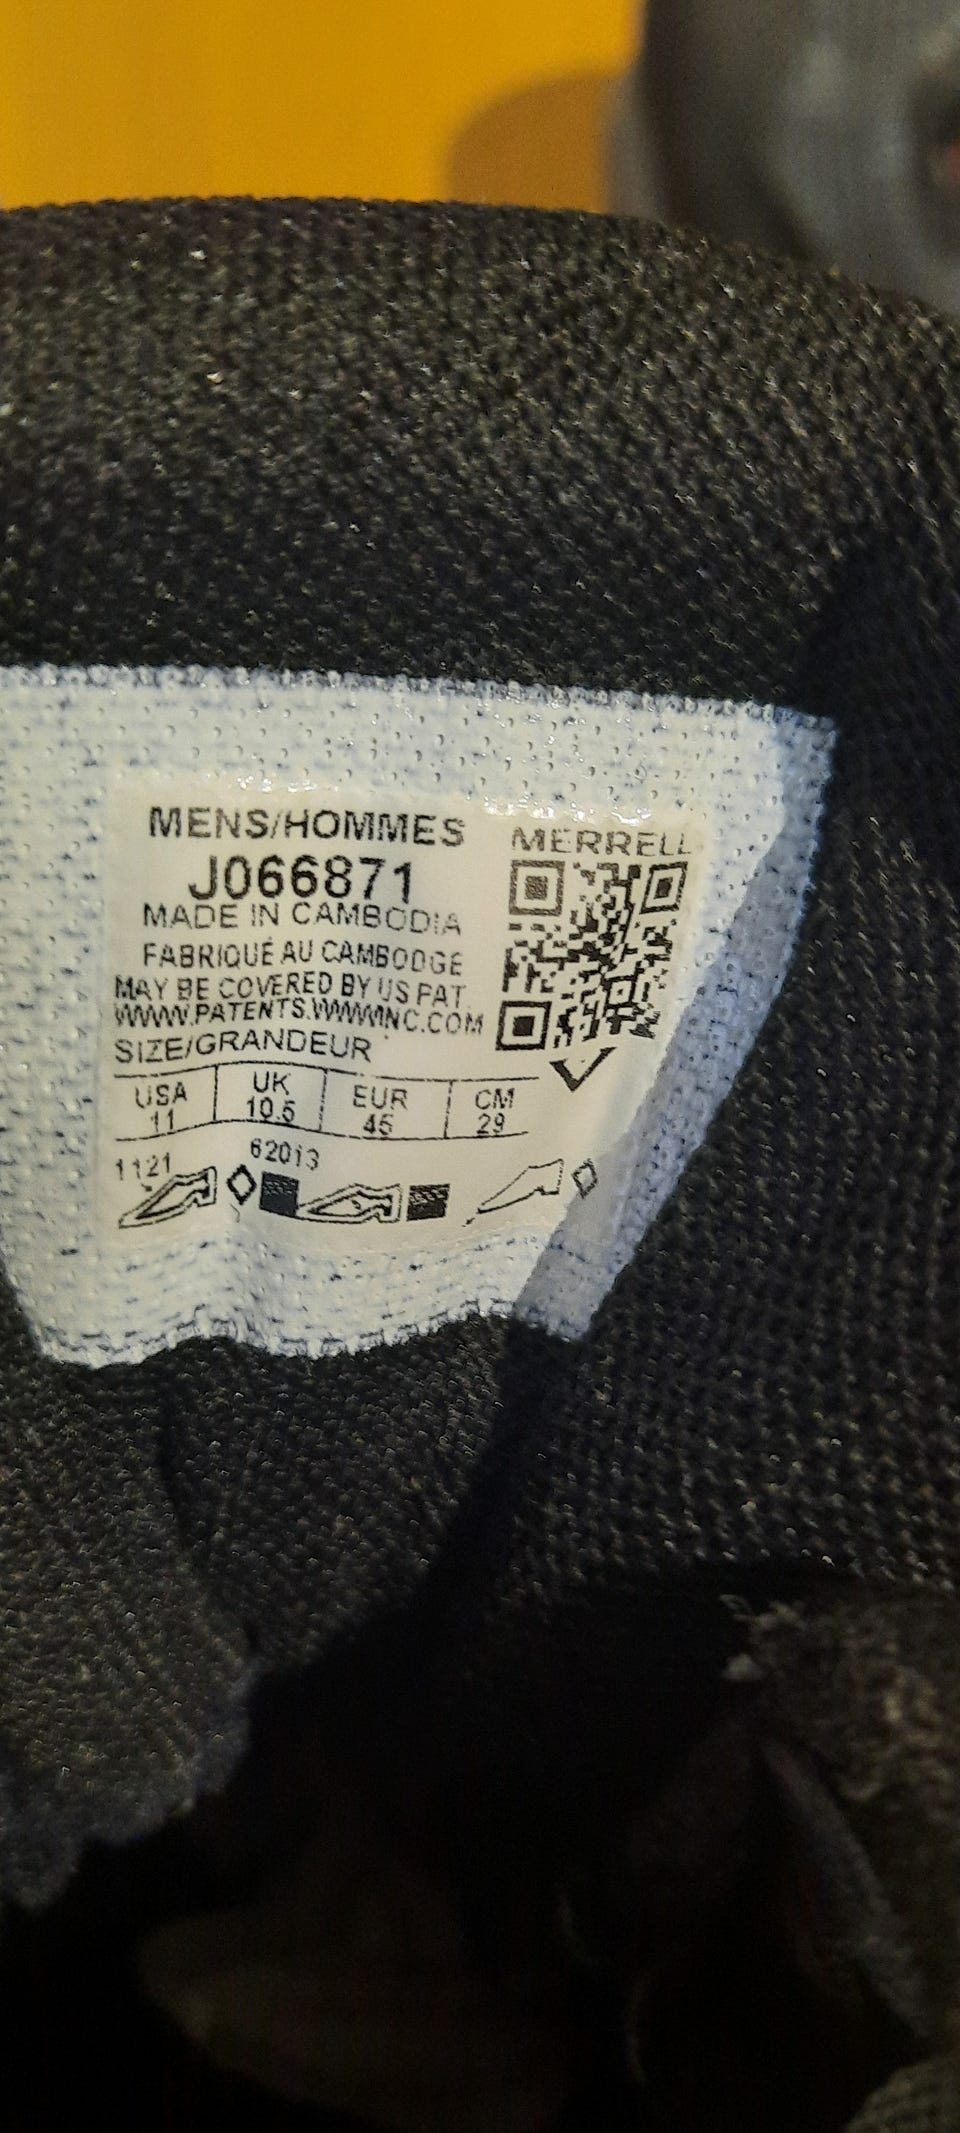 MENS/HOMMES
J066871
MADE IN CAMBODIA
FABRIQUÉ AU CAMBODGE
MAY BE COVERED BY US PAT
WWW.PATENTS.WWWINC.COM
SIZE/GRANDEUR
USA UK EUR CM
11 10.5 45 29
1121 62013
MERRELL